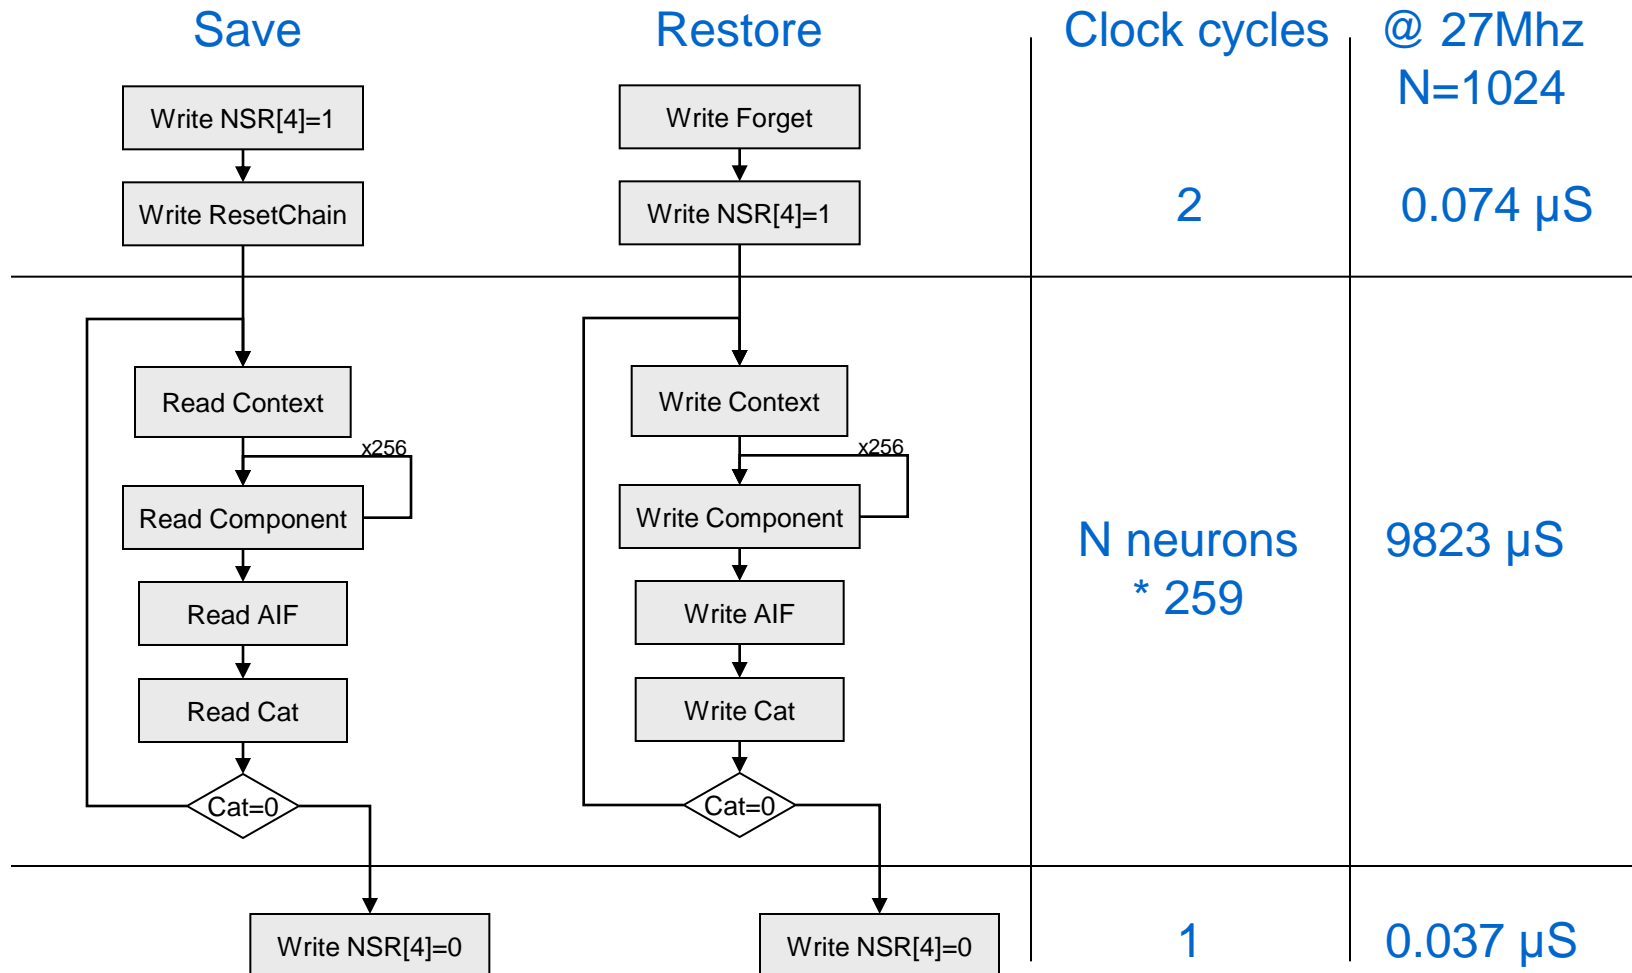 Save
Restore
Clock cycles
@ 27Mhz
N=1024
Write NSR[4]=1
Write Forget
Write ResetChain
Write NSR[4]=1
2
0.074 µS
Read Context
Write Context
x256
x256
Read Component
Write Component
N neurons
* 259
9823 µS
Read AIF
Write AIF
Read Cat
Write Cat
Cat=0
Cat=0
Write NSR[4]=0
Write NSR[4]=0
1
0.037 µS